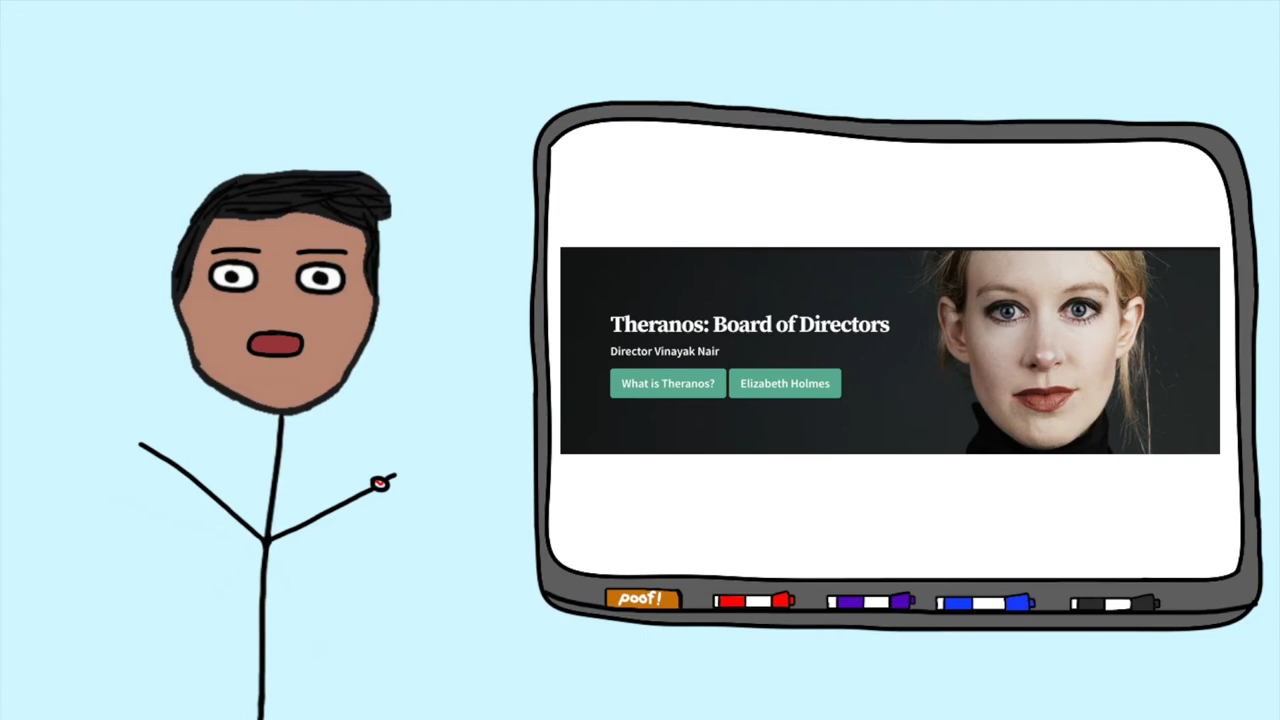 Theranos: Board of Directors
Director Vinayak Nair
What is Theranos? Elizabeth Holmes
poof!